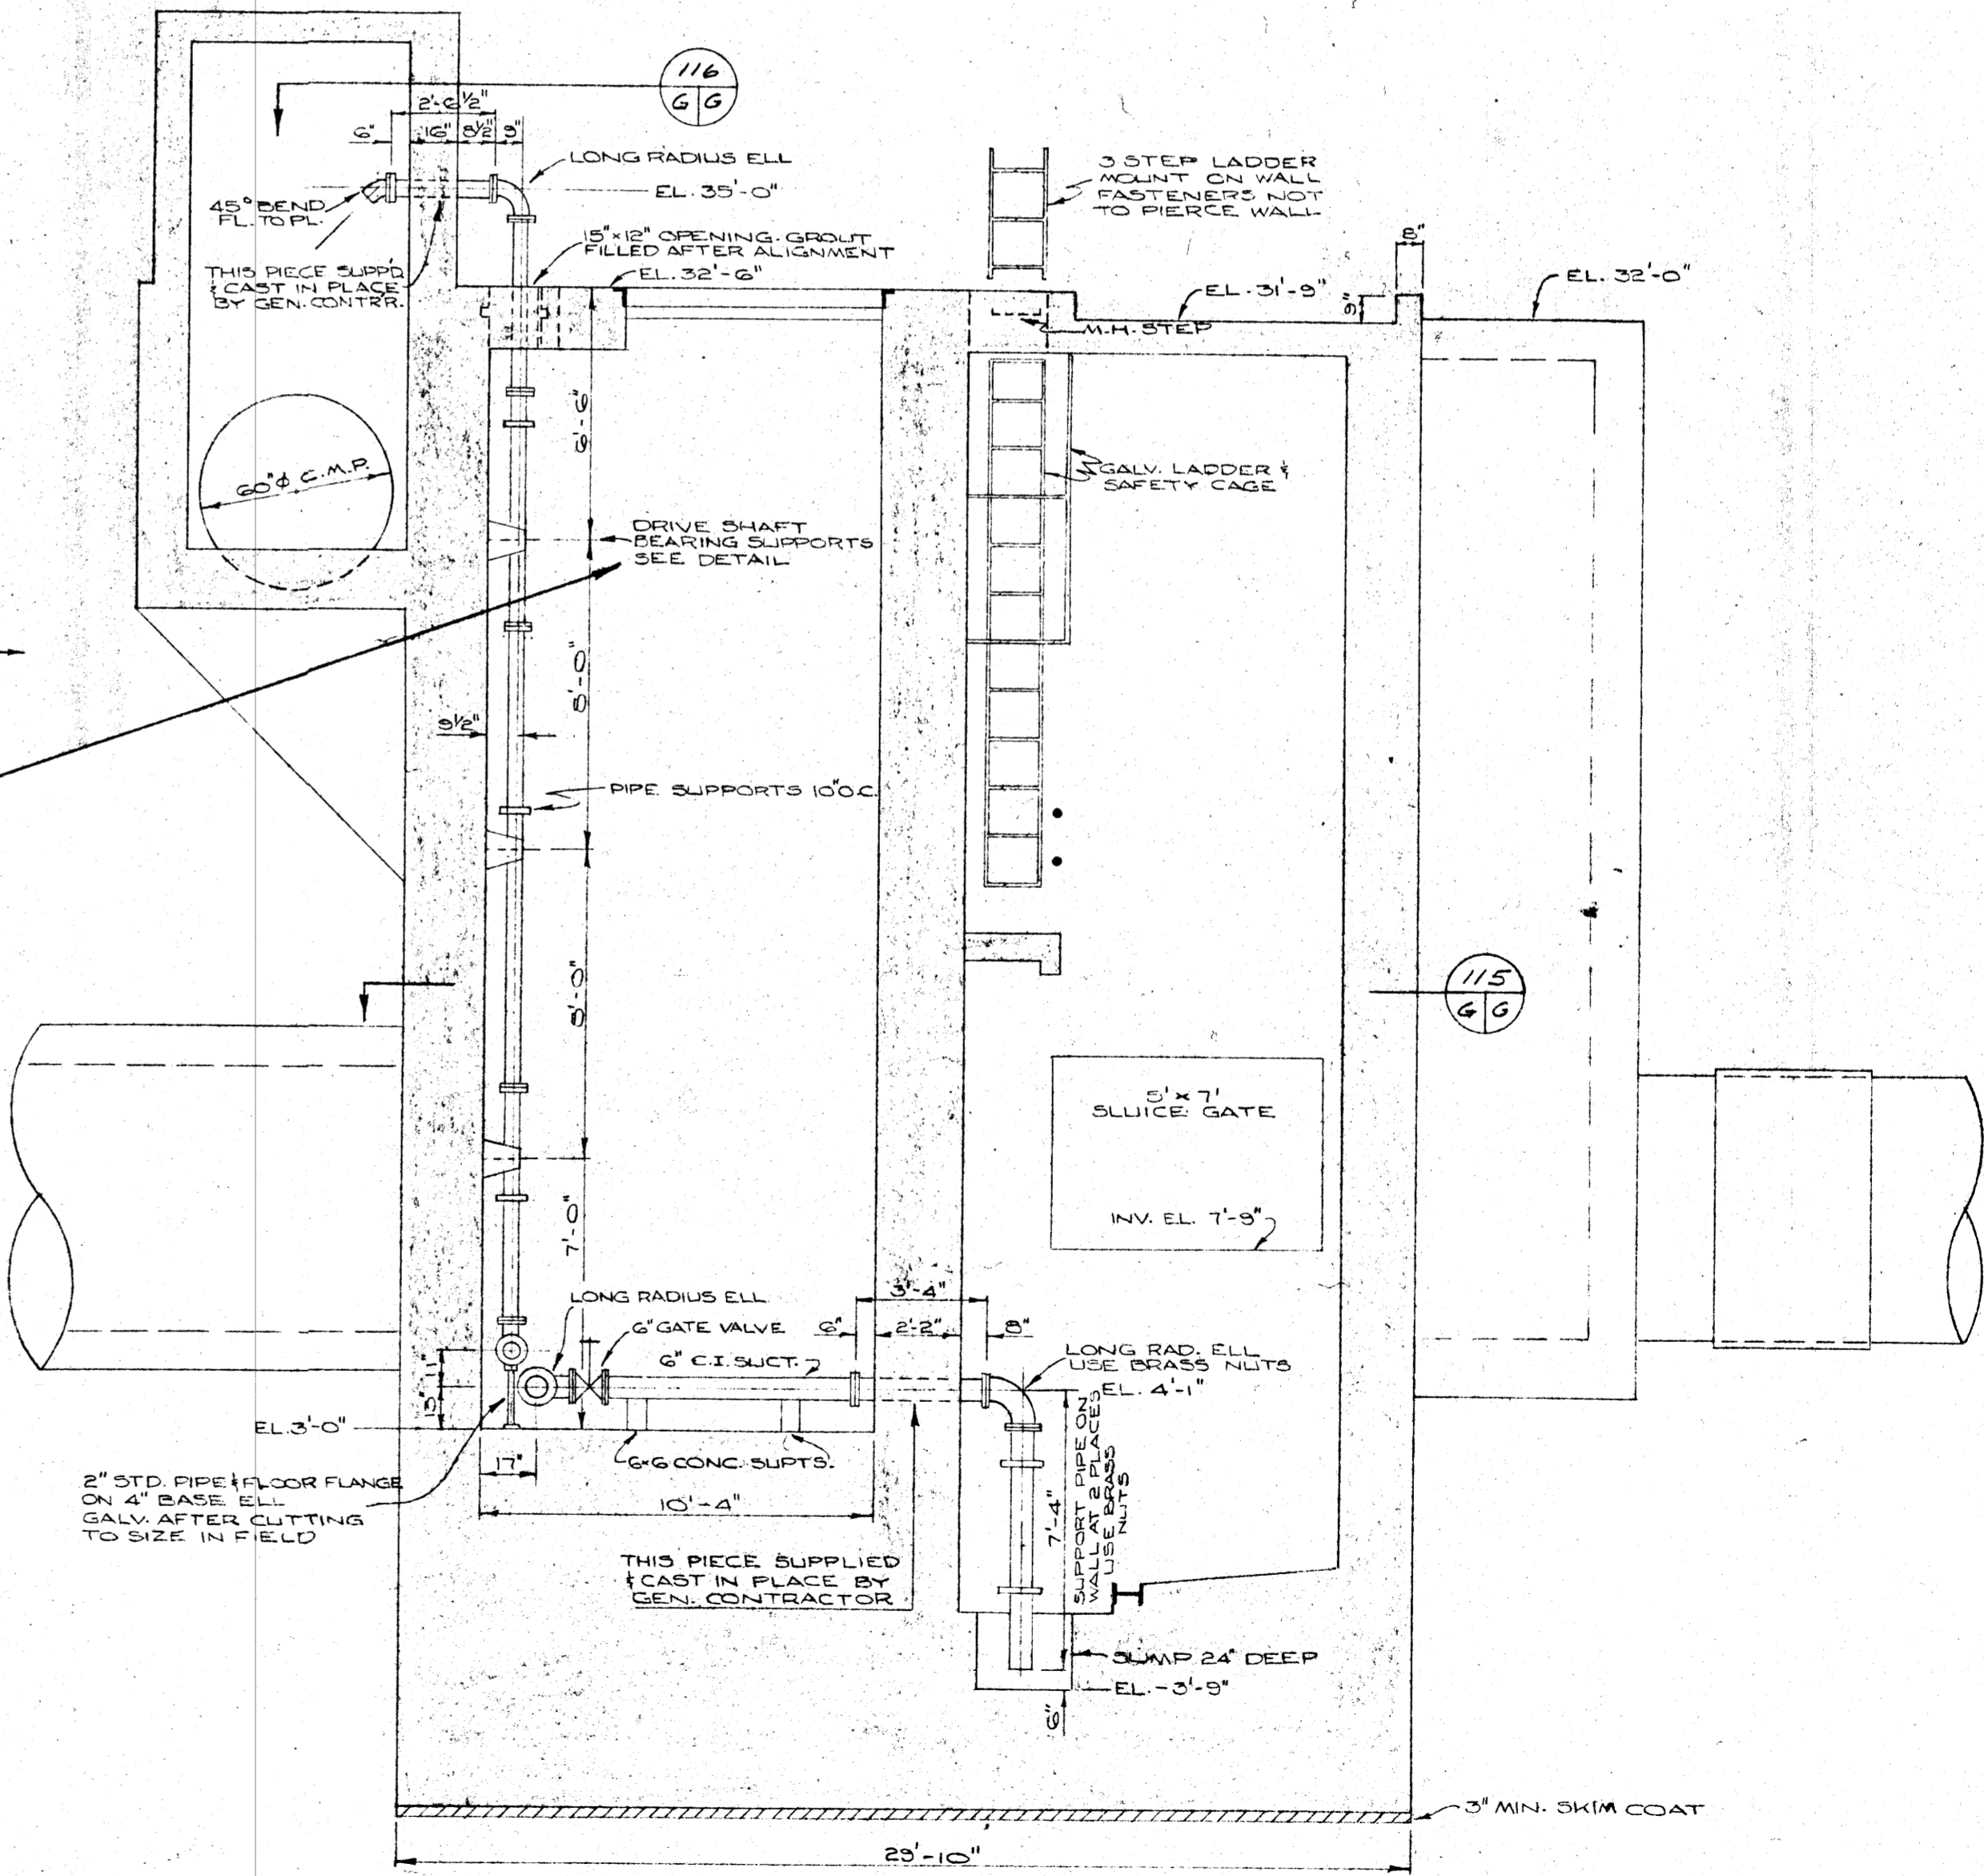 116
G G
2'-6 1/2"
6" 16" 8 1/2" 9"
LONG RADIUS ELL
EL. 35'-0"
45° BEND
FL. TO PL.
THIS PIECE SUPP'D
& CAST IN PLACE
BY GEN. CONTR'R.
15"x12" OPENING. GROUT
FILLED AFTER ALIGNMENT
EL. 32'-6"
3 STEP LADDER
MOUNT ON WALL
FASTENERS NOT
TO PIERCE WALL
8"
EL. 31'-9"
9"
EL. 32'-0"
M.H. STEP
6'-6"
60"φ C.M.P.
GALV. LADDER &
SAFETY CAGE
DRIVE SHAFT
BEARING SUPPORTS
SEE DETAIL
8'-0"
9 1/2"
PIPE SUPPORTS 10" O.C.
8'-0"
115
G G
5' x 7'
SLUICE GATE
INV. EL. 7'-9"
7'-0"
LONG RADIUS ELL
6" GATE VALVE
6" C.I. SUCT.
3'-4"
6" 2'-2" 8"
LONG RAD. ELL
USE BRASS NUTS
EL. 4'-1"
11"
13"
EL. 3'-0"
17"
6x6 CONC. SUPTS.
10'-4"
2" STD. PIPE & FLOOR FLANGE
ON 4" BASE ELL
GALV. AFTER CUTTING
TO SIZE IN FIELD
THIS PIECE SUPPLIED
& CAST IN PLACE BY
GEN. CONTRACTOR
7'-4"
SUPPORT PIPE ON
WALL AT 2 PLACES
USE BRASS
NUTS
SUMP 24" DEEP
EL. -3'-9"
6"
3" MIN. SKIM COAT
29'-10"